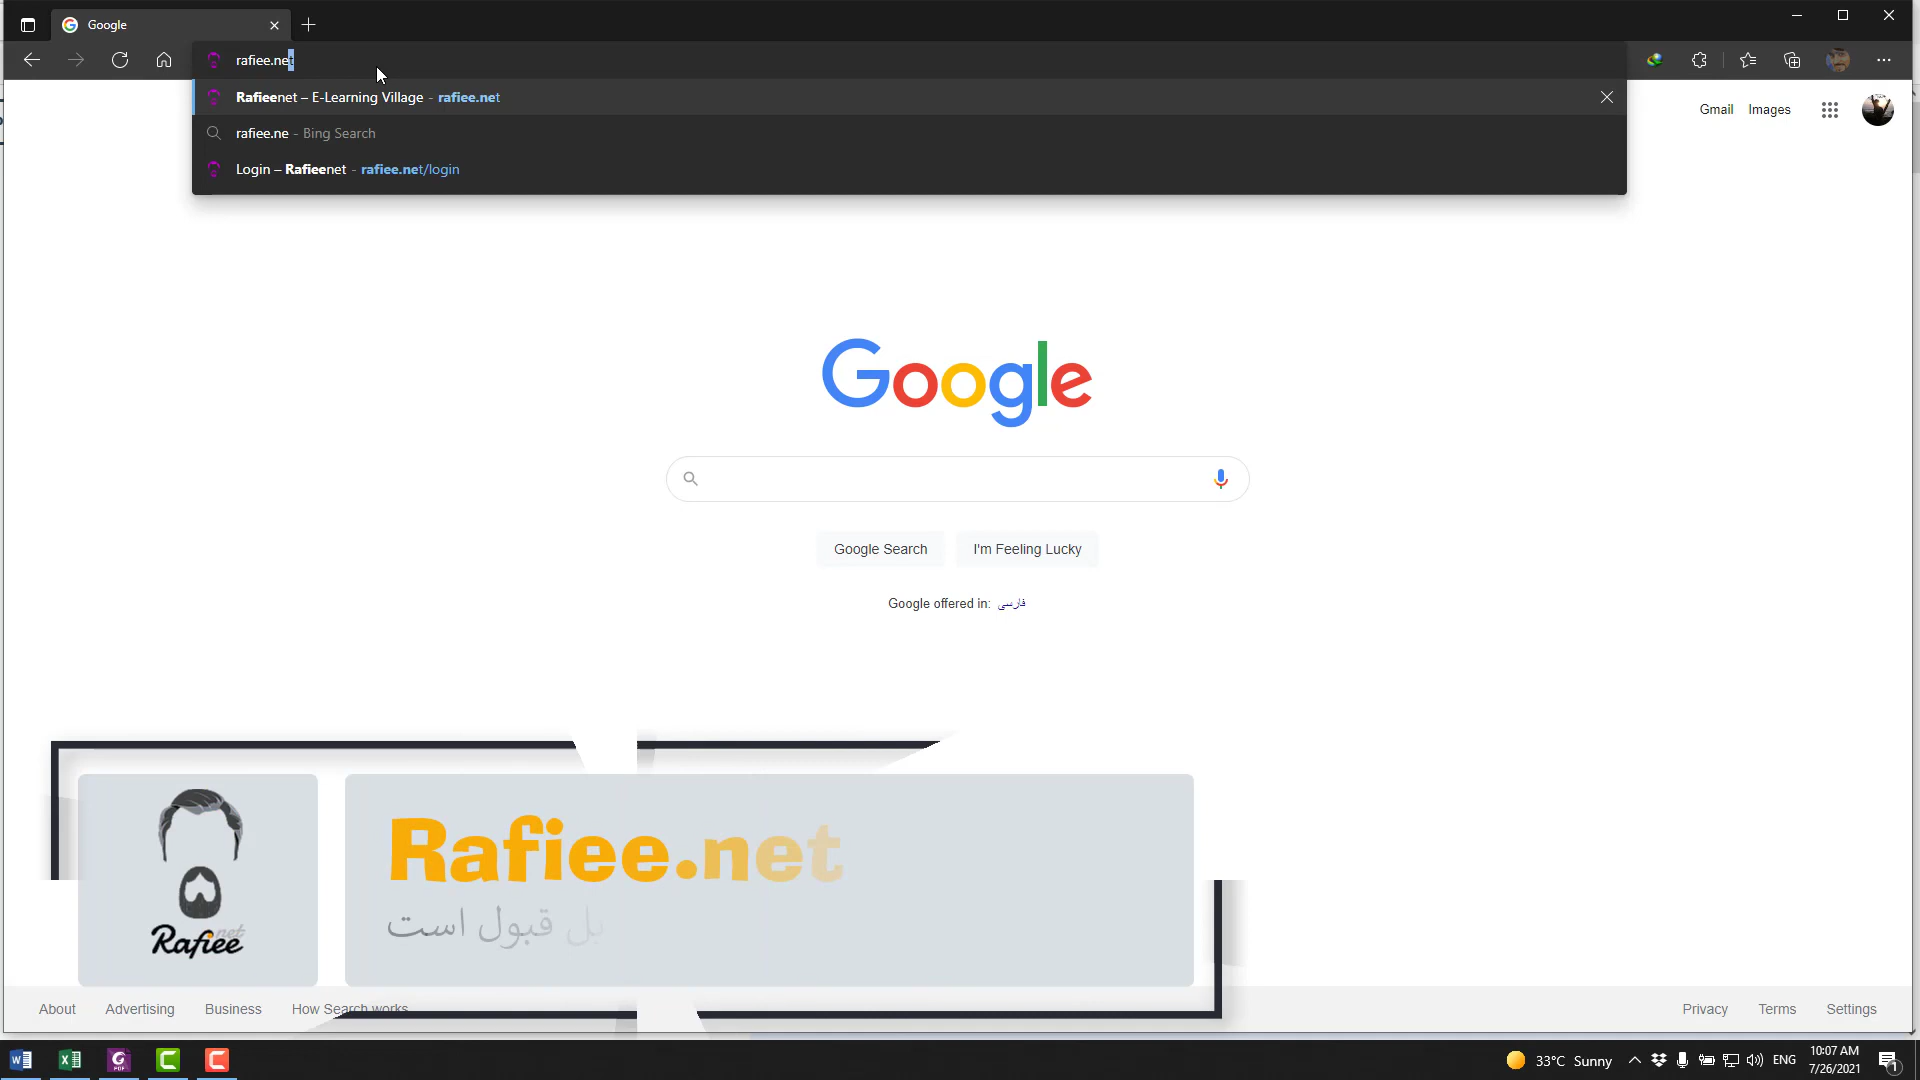 Google
rafiee.net
Rafieenet – E-Learning Village - rafiee.net
rafiee.ne - Bing Search
Login – Rafieenet - rafiee.net/login
Gmail Images
Google
Google Search I'm Feeling Lucky
Google offered in: فارسی
Rafiee.net
قبول است
Rafiee
.net
About Advertising Business How Search works
Privacy Terms Settings
33°C Sunny ENG 10:07 AM
7/26/2021
1